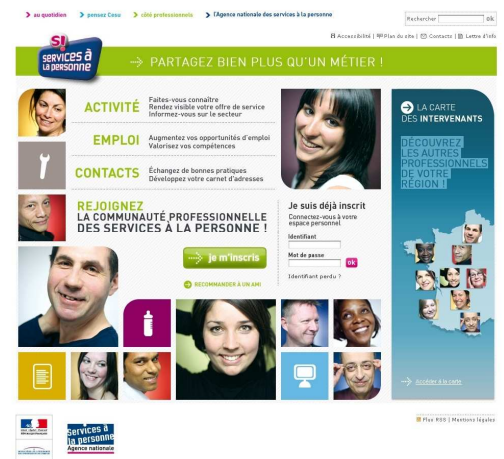 au quotidien
pensez Cesu
côté professionnels
l'Agence nationale des services à la personne
Rechercher
ok
Accessibilité | Plan du site | Contacts | Lettre d'info
S!
services à
la personne
PARTAGEZ BIEN PLUS QU'UN MÉTIER !
ACTIVITÉ
Faites-vous connaître
Rendez visible votre offre de service
Informez-vous sur le secteur
EMPLOI
Augmentez vos opportunités d'emploi
Valorisez vos compétences
CONTACTS
Échangez de bonnes pratiques
Développez votre carnet d'adresses
REJOIGNEZ
LA COMMUNAUTÉ PROFESSIONNELLE
DES SERVICES À LA PERSONNE !
je m'inscris
RECOMMANDER À UN AMI
Je suis déjà inscrit
Connectez-vous à votre
espace personnel
Identifiant
Mot de passe
ok
Identifiant perdu ?
LA CARTE
DES INTERVENANTS
DÉCOUVREZ
LES AUTRES
PROFESSIONNELS
DE VOTRE
RÉGION !
Accéder à la carte
services à
la personne
Agence nationale
Flux RSS | Mentions légales